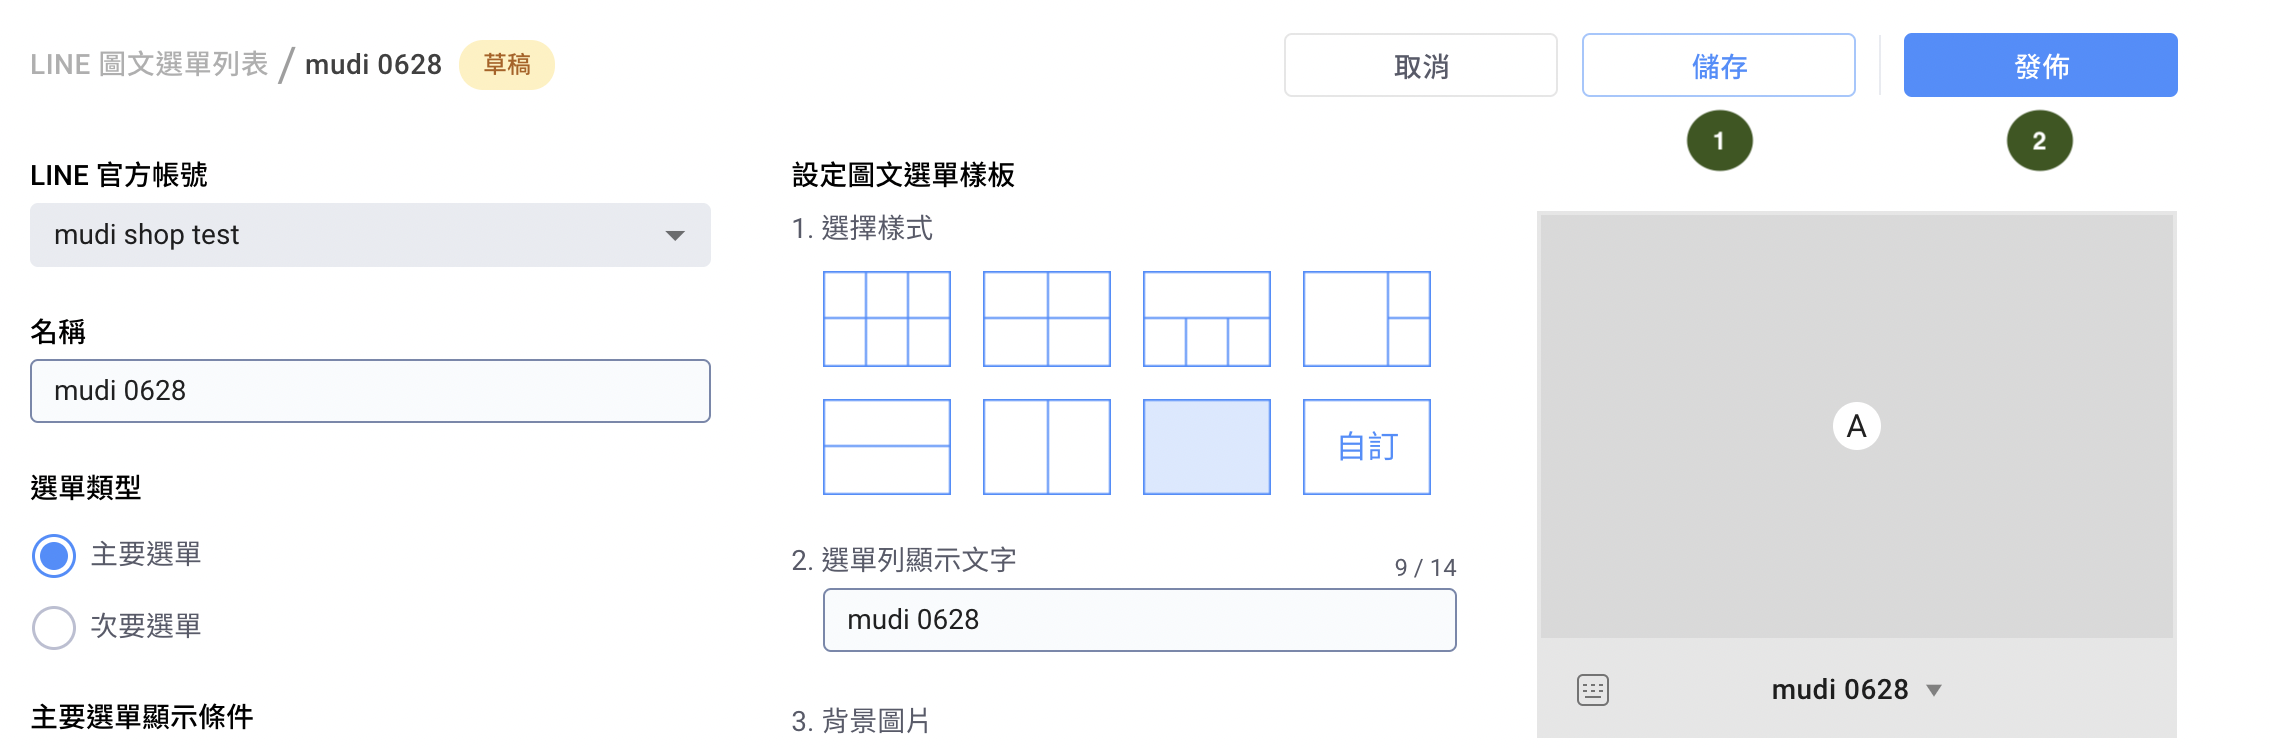 LINE 圖文選單列表 / mudi 0628 草稿
取消
儲存
發佈
1
2
LINE 官方帳號
mudi shop test
名稱
mudi 0628
選單類型
主要選單
次要選單
主要選單顯示條件
設定圖文選單樣板
1. 選擇樣式
自訂
2. 選單列顯示文字
9 / 14
mudi 0628
3. 背景圖片
A
mudi 0628